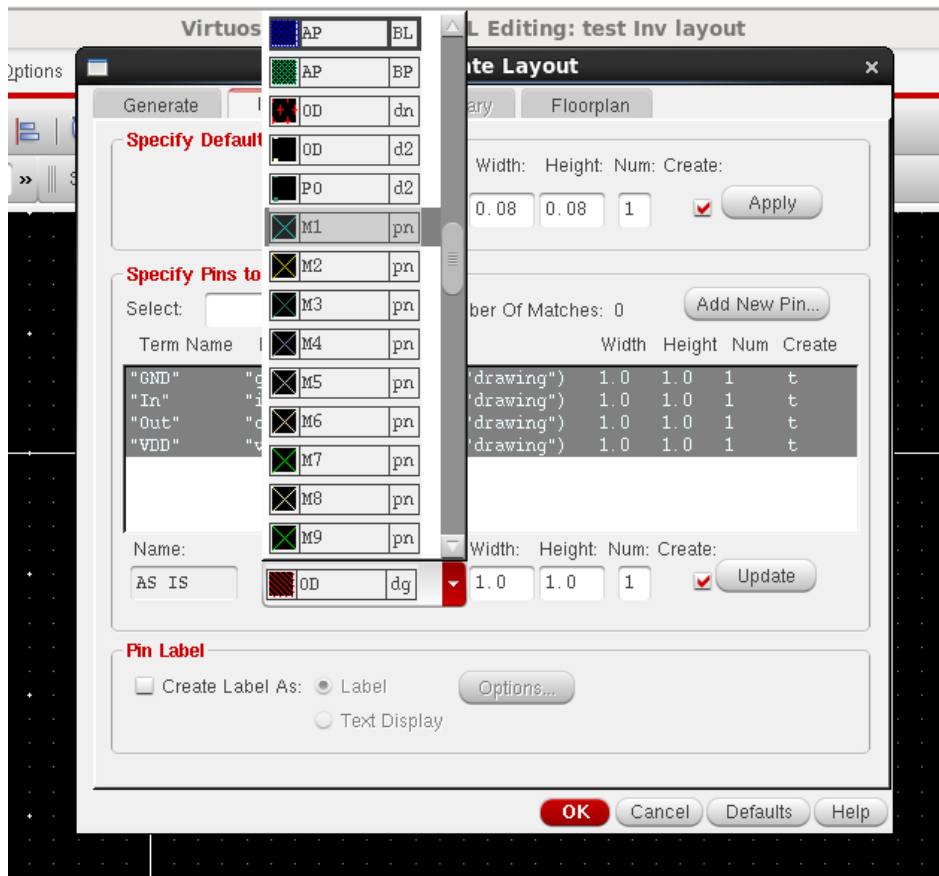 Virtuos L Editing: test Inv layout
Options
te Layout
Generate ary Floorplan
Specify Default
Width: Height: Num: Create:
0.08 0.08 1 Apply
»
Specify Pins to
Select: ber Of Matches: 0 Add New Pin...
Term Name Width Height Num Create
"GND" "g "drawing") 1.0 1.0 1 t
"In" "i "drawing") 1.0 1.0 1 t
"Out" "o "drawing") 1.0 1.0 1 t
"VDD" "v "drawing") 1.0 1.0 1 t
AP BL
AP BP
OD dn
OD d2
PO d2
M1 pn
M2 pn
M3 pn
M4 pn
M5 pn
M6 pn
M7 pn
M8 pn
M9 pn
Name: Width: Height: Num: Create:
AS IS OD dg 1.0 1.0 1 Update
Pin Label
Create Label As: Label Options...
Text Display
OK Cancel Defaults Help